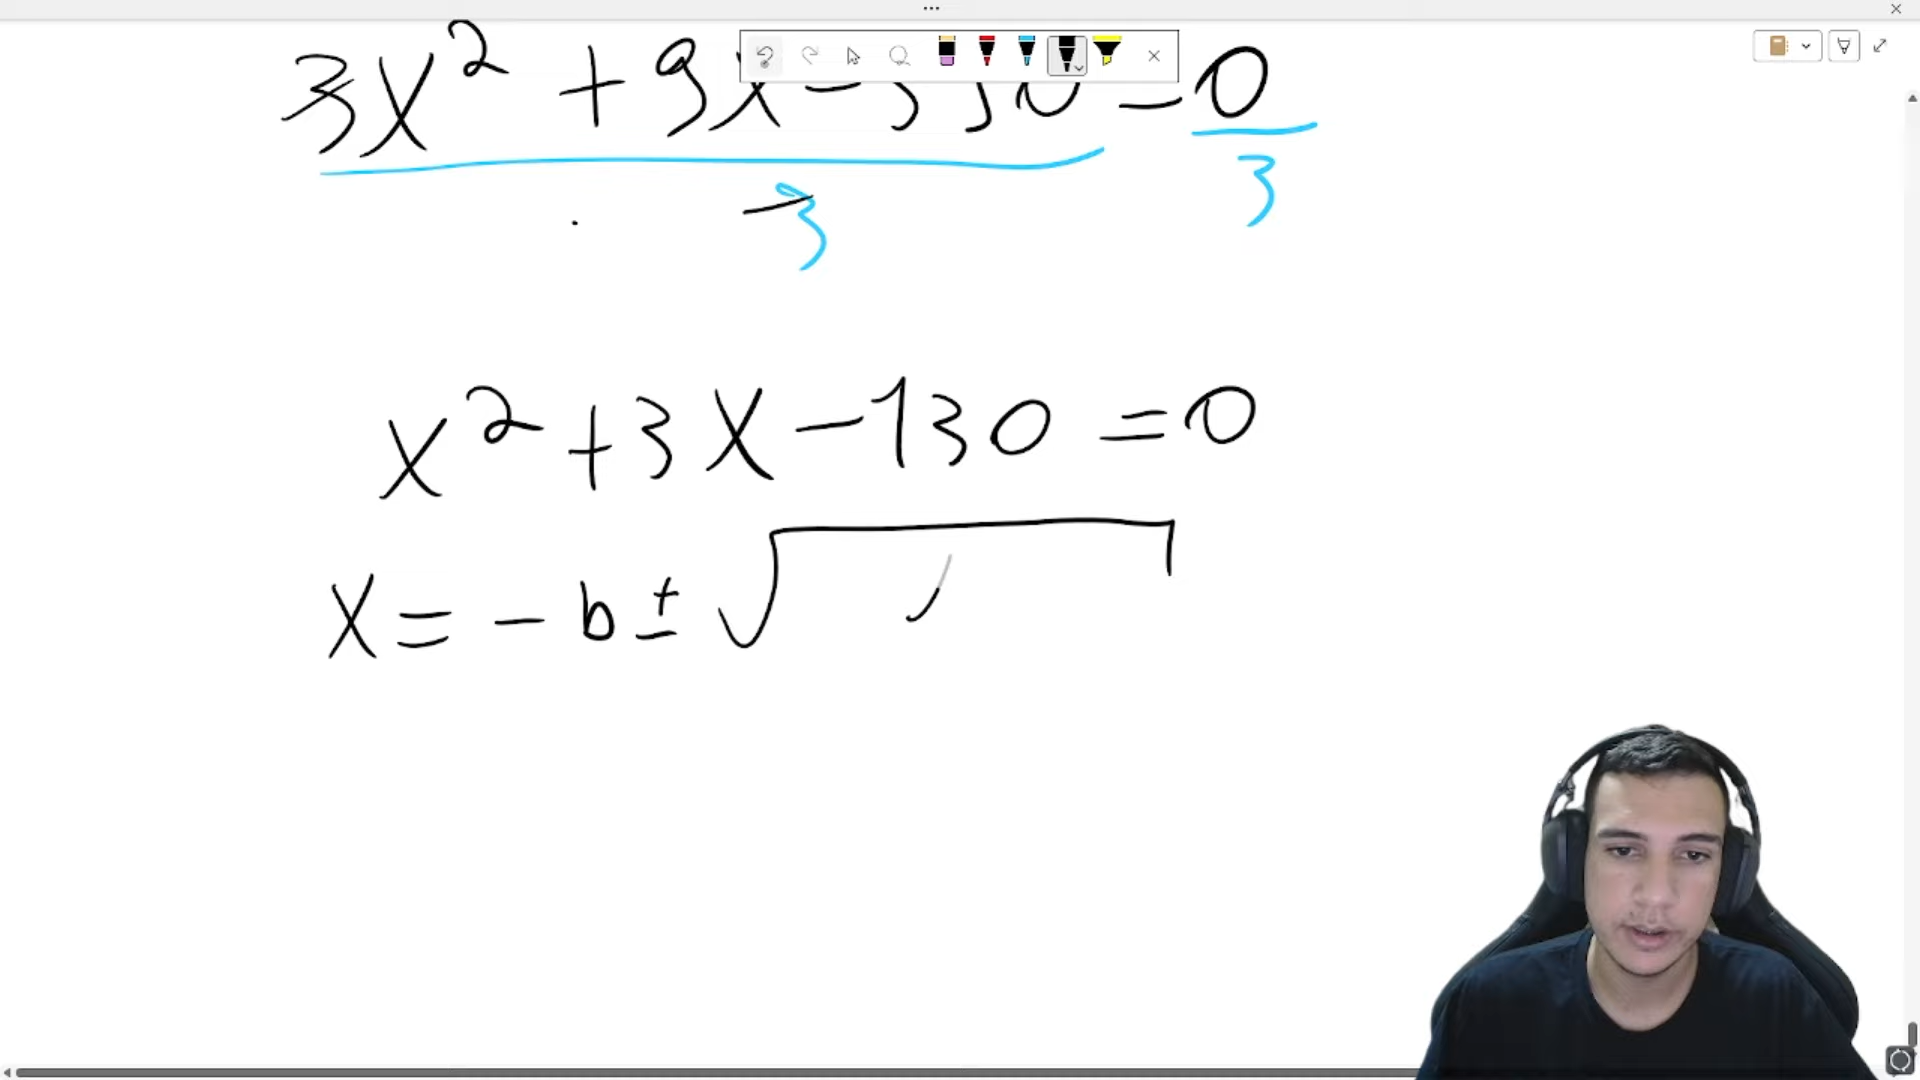 3x² + 9x - 390 = 0
3 3
x² + 3x - 130 = 0
x = - b ± √